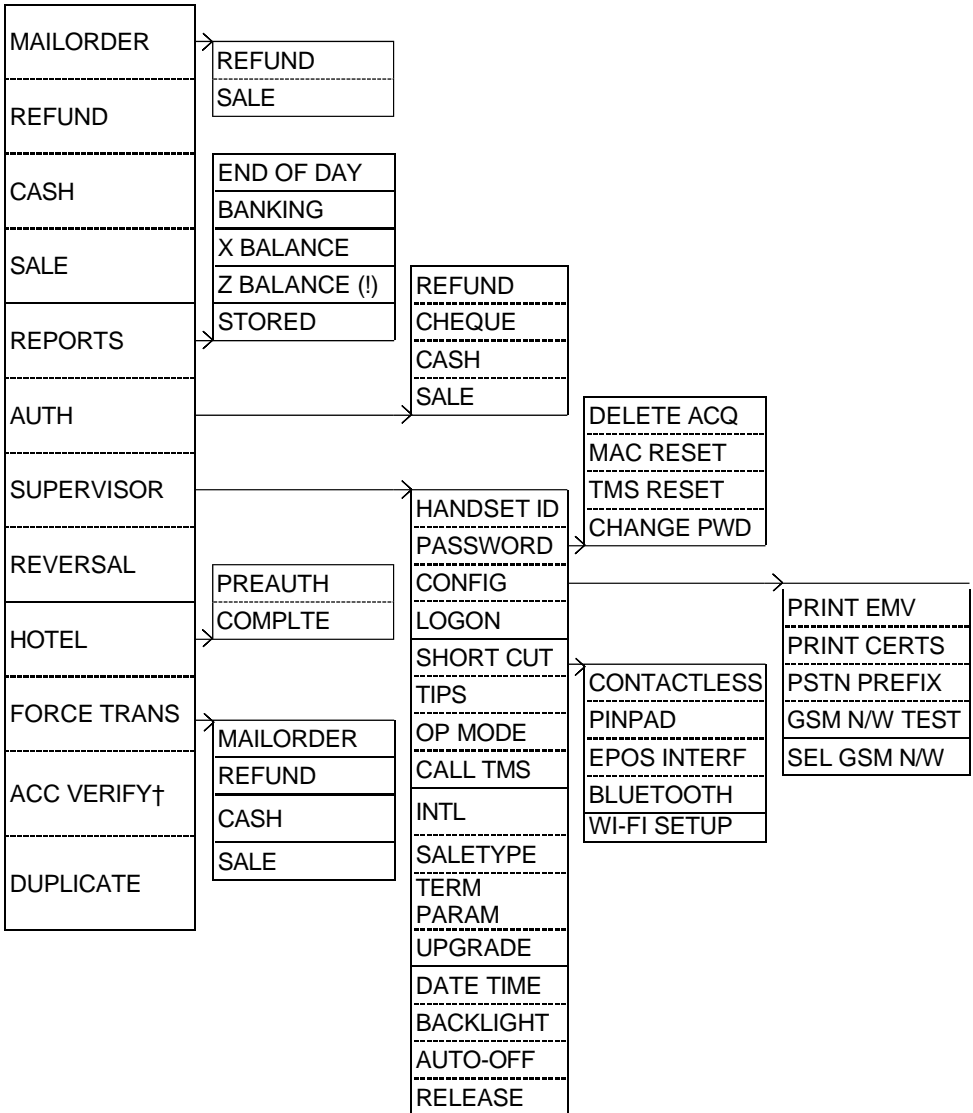 MAILORDER
REFUND
CASH
SALE
REPORTS
AUTH
SUPERVISOR
REVERSAL
HOTEL
FORCE TRANS
ACC VERIFY†
DUPLICATE
REFUND
SALE
END OF DAY
BANKING
X BALANCE
Z BALANCE (!)
STORED
PREAUTH
COMPLTE
MAILORDER
REFUND
CASH
SALE
REFUND
CHEQUE
CASH
SALE
HANDSET ID
PASSWORD
CONFIG
LOGON
SHORT CUT
TIPS
OP MODE
CALL TMS
INTL
SALETYPE
TERM
PARAM
UPGRADE
DATE TIME
BACKLIGHT
AUTO-OFF
RELEASE
DELETE ACQ
MAC RESET
TMS RESET
CHANGE PWD
CONTACTLESS
PINPAD
EPOS INTERF
BLUETOOTH
WI-FI SETUP
PRINT EMV
PRINT CERTS
PSTN PREFIX
GSM N/W TEST
SEL GSM N/W